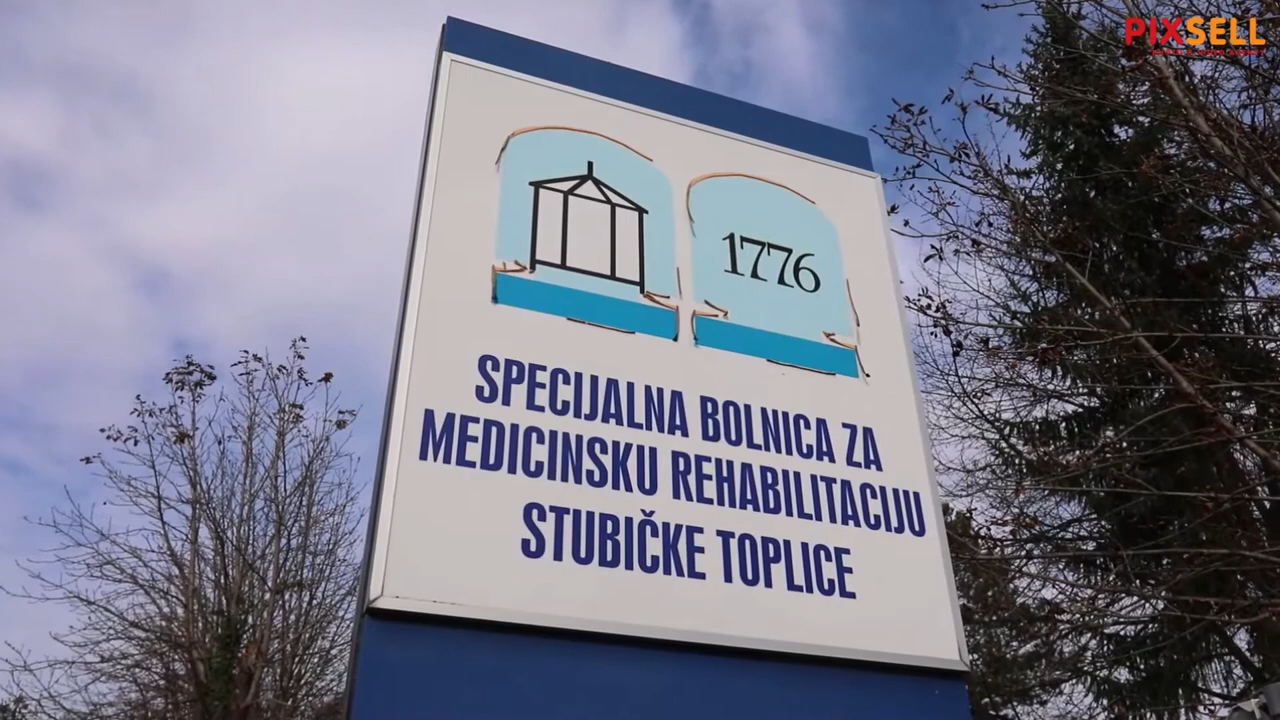 PIXSELL
1776
SPECIJALNA BOLNICA ZA
MEDICINSKU REHABILITACIJU
STUBIČKE TOPLICE